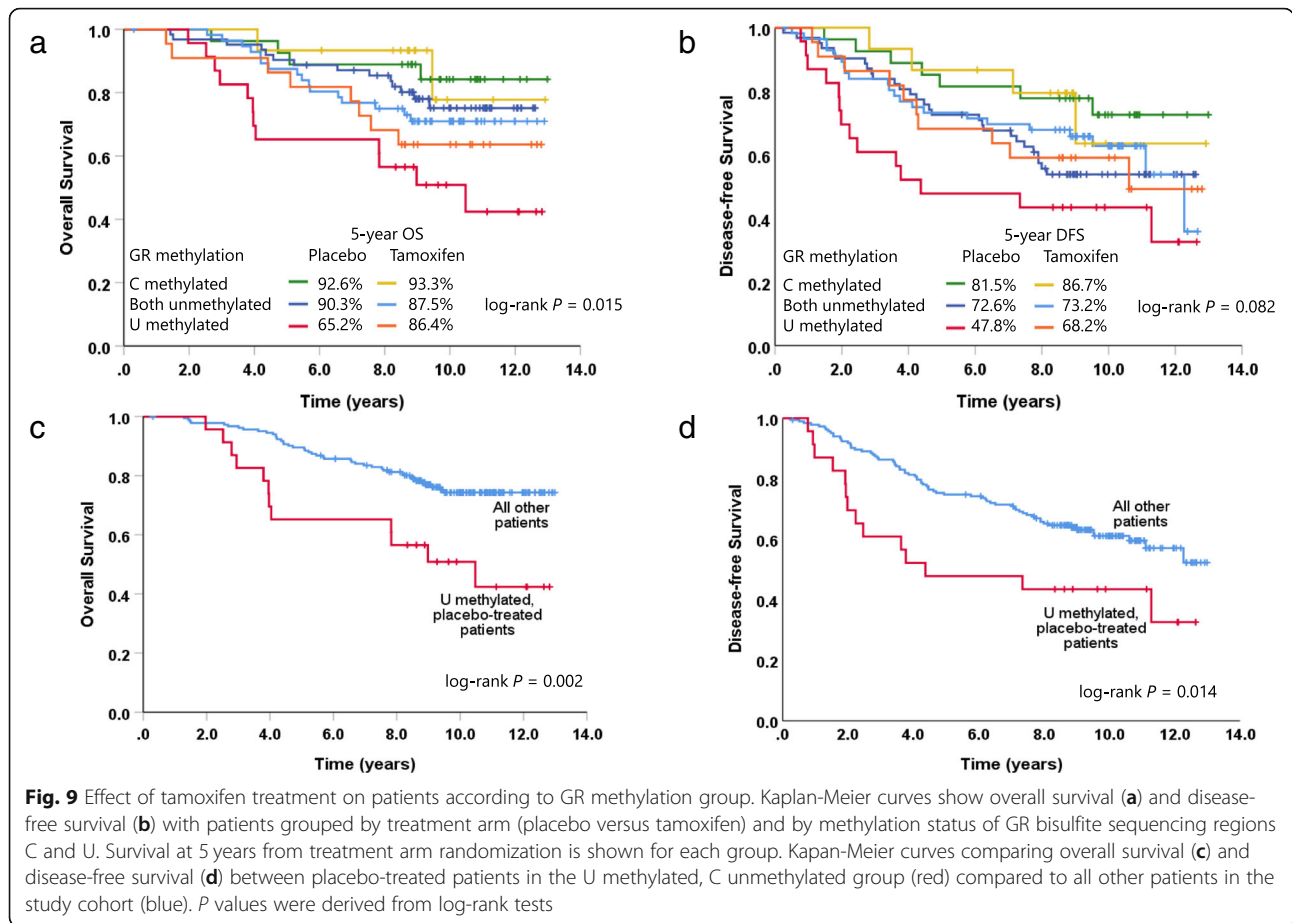 a
Overall Survival
1.0
0.8
0.6
0.4
0.2
0.0
5-year OS
GR methylation Placebo Tamoxifen
C methylated 92.6% 93.3%
Both unmethylated 90.3% 87.5%
U methylated 65.2% 86.4%
log-rank P = 0.015
.0 2.0 4.0 6.0 8.0 10.0 12.0 14.0
Time (years)
b
Disease-free Survival
1.0
0.8
0.6
0.4
0.2
0.0
5-year DFS
GR methylation Placebo Tamoxifen
C methylated 81.5% 86.7%
Both unmethylated 72.6% 73.2%
U methylated 47.8% 68.2%
log-rank P = 0.082
.0 2.0 4.0 6.0 8.0 10.0 12.0 14.0
Time (years)
c
Overall Survival
1.0
0.8
0.6
0.4
0.2
0.0
All other
patients
U methylated,
placebo-treated
patients
log-rank P = 0.002
.0 2.0 4.0 6.0 8.0 10.0 12.0 14.0
Time (years)
d
Disease-free Survival
1.0
0.8
0.6
0.4
0.2
0.0
All other
patients
U methylated,
placebo-treated
patients
log-rank P = 0.014
.0 2.0 4.0 6.0 8.0 10.0 12.0 14.0
Time (years)
Fig. 9 Effect of tamoxifen treatment on patients according to GR methylation group. Kaplan-Meier curves show overall survival (a) and disease-
free survival (b) with patients grouped by treatment arm (placebo versus tamoxifen) and by methylation status of GR bisulfite sequencing regions
C and U. Survival at 5 years from treatment arm randomization is shown for each group. Kapan-Meier curves comparing overall survival (c) and
disease-free survival (d) between placebo-treated patients in the U methylated, C unmethylated group (red) compared to all other patients in the
study cohort (blue). P values were derived from log-rank tests